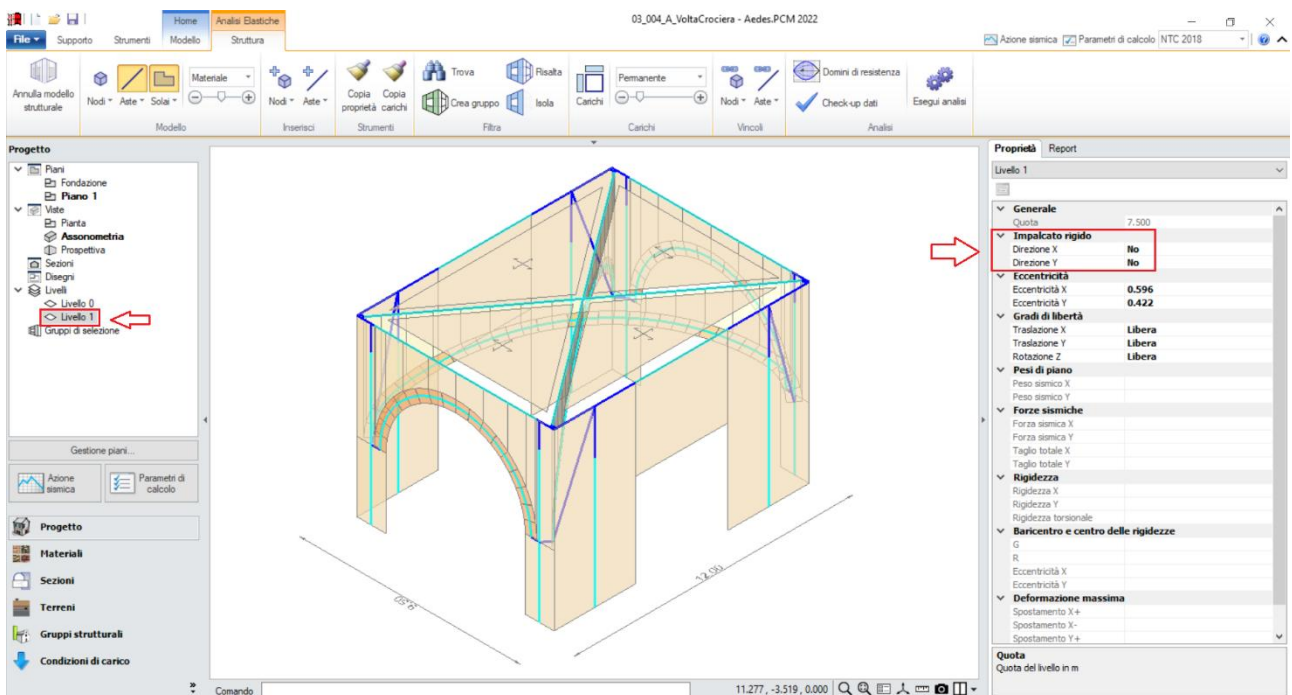 03_004_A_VoltaCrociera - Aedes.PCM 2022
Home
Analisi Elastiche
File
Supporto
Strumenti
Modello
Struttura
Azione sismica
Parametri di calcolo
NTC 2018
Annulla modello
strutturale
Nodi
Aste
Solai
Materiale
Modello
Nodi
Aste
Inserisci
Copia
proprietà
Copia
carichi
Strumenti
Trova
Crea gruppo
Risalta
Isola
Filtra
Carichi
Permanente
Carichi
Nodi
Aste
Vincoli
Domini di resistenza
Check-up dati
Esegui analisi
Analisi
Progetto
Piani
Fondazione
Piano 1
Viste
Pianta
Assonometria
Prospettiva
Sezioni
Disegni
Livelli
Livello 0
Livello 1
Gruppi di selezione
Gestione piani...
Azione
sismica
Parametri di
calcolo
Progetto
Materiali
Sezioni
Terreni
Gruppi strutturali
Condizioni di carico
9.50
12.00
Comando
11.277 , -3.519 , 0.000
Proprietà
Report
Livello 1
Generale
Quota 7.500
Impalcato rigido
Direzione X No
Direzione Y No
Eccentricità
Eccentricità X 0.596
Eccentricità Y 0.422
Gradi di libertà
Traslazione X Libera
Traslazione Y Libera
Rotazione Z Libera
Pesi di piano
Peso sismico X
Peso sismico Y
Forze sismiche
Forza sismica X
Forza sismica Y
Taglio totale X
Taglio totale Y
Rigidezza
Rigidezza X
Rigidezza Y
Rigidezza torsionale
Baricentro e centro delle rigidezze
G
R
Eccentricità X
Eccentricità Y
Deformazione massima
Spostamento X+
Spostamento X-
Spostamento Y+
Quota
Quota del livello in m